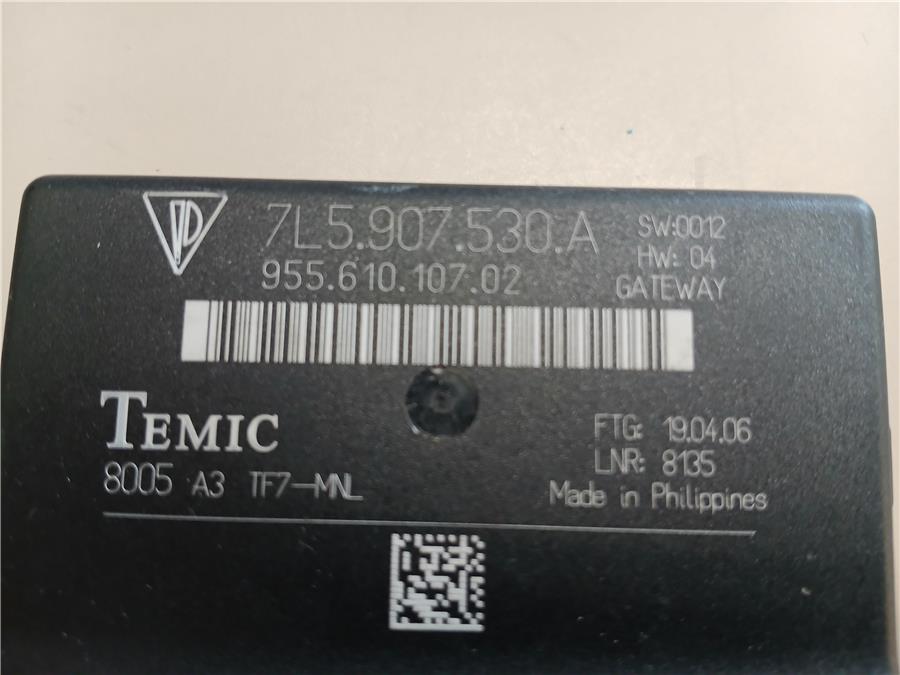 7L5.907.530.A
SW:0012
955.610.107.02
HW: 04
GATEWAY
TEMIC
8005 A3 TF7-MNL
FTG: 19.04.06
LNR: 8135
Made in Philippines